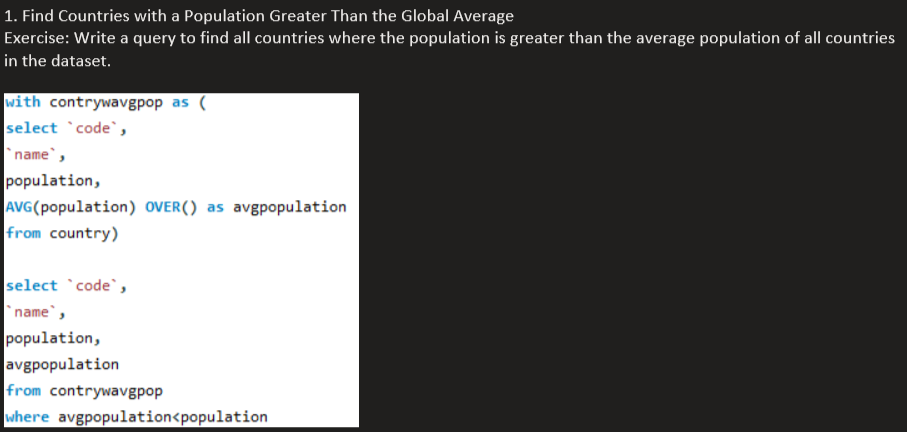 1. Find Countries with a Population Greater Than the Global Average
Exercise: Write a query to find all countries where the population is greater than the average population of all countries
in the dataset.
with contrywavgpop as (
select `code`,
`name`,
population,
AVG(population) OVER() as avgpopulation
from country)
select `code`,
`name`,
population,
avgpopulation
from contrywavgpop
where avgpopulation<population